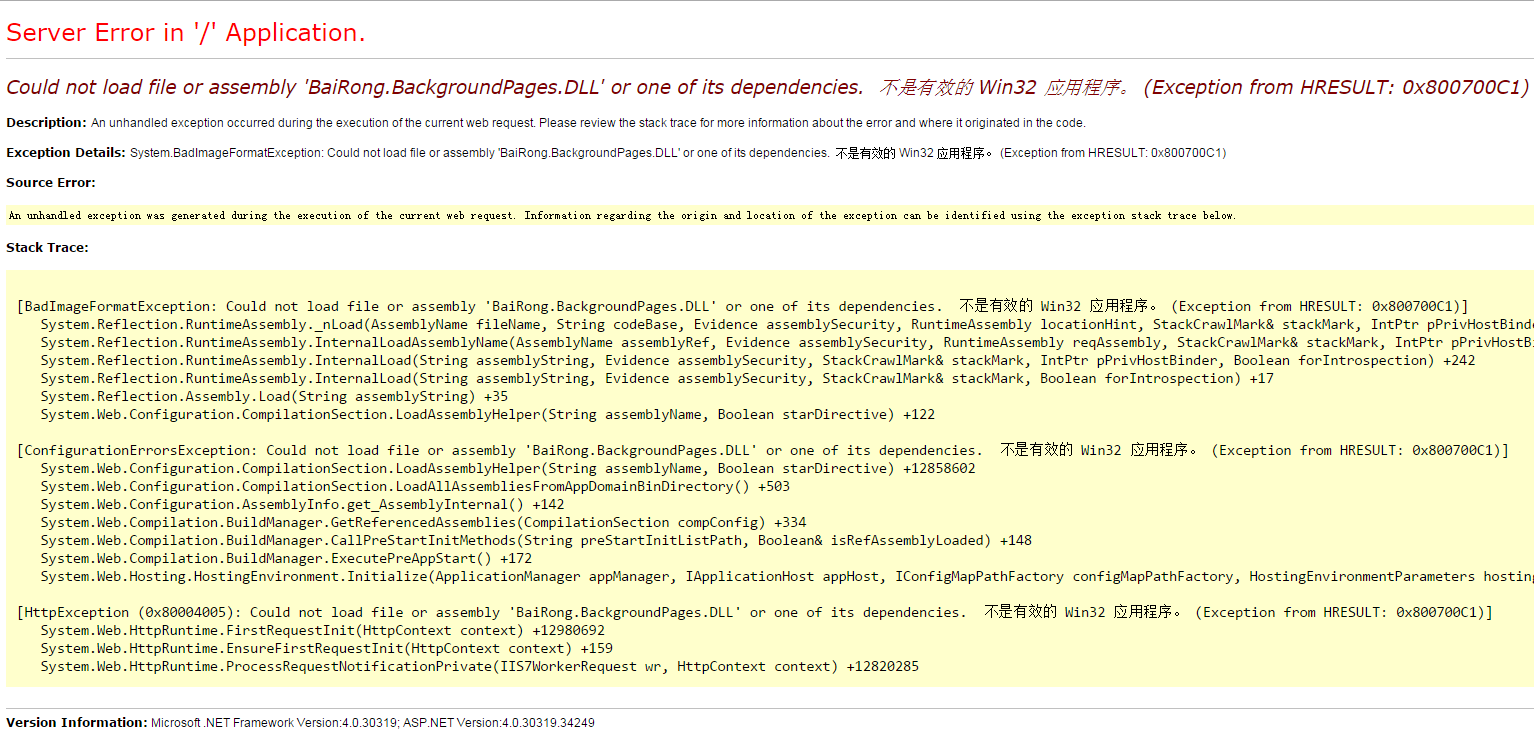 Server Error in '/' Application.
Could not load file or assembly 'BaiRong.BackgroundPages.DLL' or one of its dependencies. 不是有效的 Win32 应用程序。 (Exception from HRESULT: 0x800700C1)
Description: An unhandled exception occurred during the execution of the current web request. Please review the stack trace for more information about the error and where it originated in the code.
Exception Details: System.BadImageFormatException: Could not load file or assembly 'BaiRong.BackgroundPages.DLL' or one of its dependencies. 不是有效的 Win32 应用程序。 (Exception from HRESULT: 0x800700C1)
Source Error:
An unhandled exception was generated during the execution of the current web request. Information regarding the origin and location of the exception can be identified using the exception stack trace below.
Stack Trace:
[BadImageFormatException: Could not load file or assembly 'BaiRong.BackgroundPages.DLL' or one of its dependencies. 不是有效的 Win32 应用程序。 (Exception from HRESULT: 0x800700C1)]
System.Reflection.RuntimeAssembly._nLoad(AssemblyName fileName, String codeBase, Evidence assemblySecurity, RuntimeAssembly locationHint, StackCrawlMark& stackMark, IntPtr pPrivHostBinde
System.Reflection.RuntimeAssembly.InternalLoadAssemblyName(AssemblyName assemblyRef, Evidence assemblySecurity, RuntimeAssembly reqAssembly, StackCrawlMark& stackMark, IntPtr pPrivHostBi
System.Reflection.RuntimeAssembly.InternalLoad(String assemblyString, Evidence assemblySecurity, StackCrawlMark& stackMark, IntPtr pPrivHostBinder, Boolean forIntrospection) +242
System.Reflection.RuntimeAssembly.InternalLoad(String assemblyString, Evidence assemblySecurity, StackCrawlMark& stackMark, Boolean forIntrospection) +17
System.Reflection.Assembly.Load(String assemblyString) +35
System.Web.Configuration.CompilationSection.LoadAssemblyHelper(String assemblyName, Boolean starDirective) +122
[ConfigurationErrorsException: Could not load file or assembly 'BaiRong.BackgroundPages.DLL' or one of its dependencies. 不是有效的 Win32 应用程序。 (Exception from HRESULT: 0x800700C1)]
System.Web.Configuration.CompilationSection.LoadAssemblyHelper(String assemblyName, Boolean starDirective) +12858602
System.Web.Configuration.CompilationSection.LoadAllAssembliesFromAppDomainBinDirectory() +503
System.Web.Configuration.AssemblyInfo.get_AssemblyInternal() +142
System.Web.Compilation.BuildManager.GetReferencedAssemblies(CompilationSection compConfig) +334
System.Web.Compilation.BuildManager.CallPreStartInitMethods(String preStartInitListPath, Boolean& isRefAssemblyLoaded) +148
System.Web.Compilation.BuildManager.ExecutePreAppStart() +172
System.Web.Hosting.HostingEnvironment.Initialize(ApplicationManager appManager, IApplicationHost appHost, IConfigMapPathFactory configMapPathFactory, HostingEnvironmentParameters hosting
[HttpException (0x80004005): Could not load file or assembly 'BaiRong.BackgroundPages.DLL' or one of its dependencies. 不是有效的 Win32 应用程序。 (Exception from HRESULT: 0x800700C1)]
System.Web.HttpRuntime.FirstRequestInit(HttpContext context) +12980692
System.Web.HttpRuntime.EnsureFirstRequestInit(HttpContext context) +159
System.Web.HttpRuntime.ProcessRequestNotificationPrivate(IIS7WorkerRequest wr, HttpContext context) +12820285
Version Information: Microsoft .NET Framework Version:4.0.30319; ASP.NET Version:4.0.30319.34249